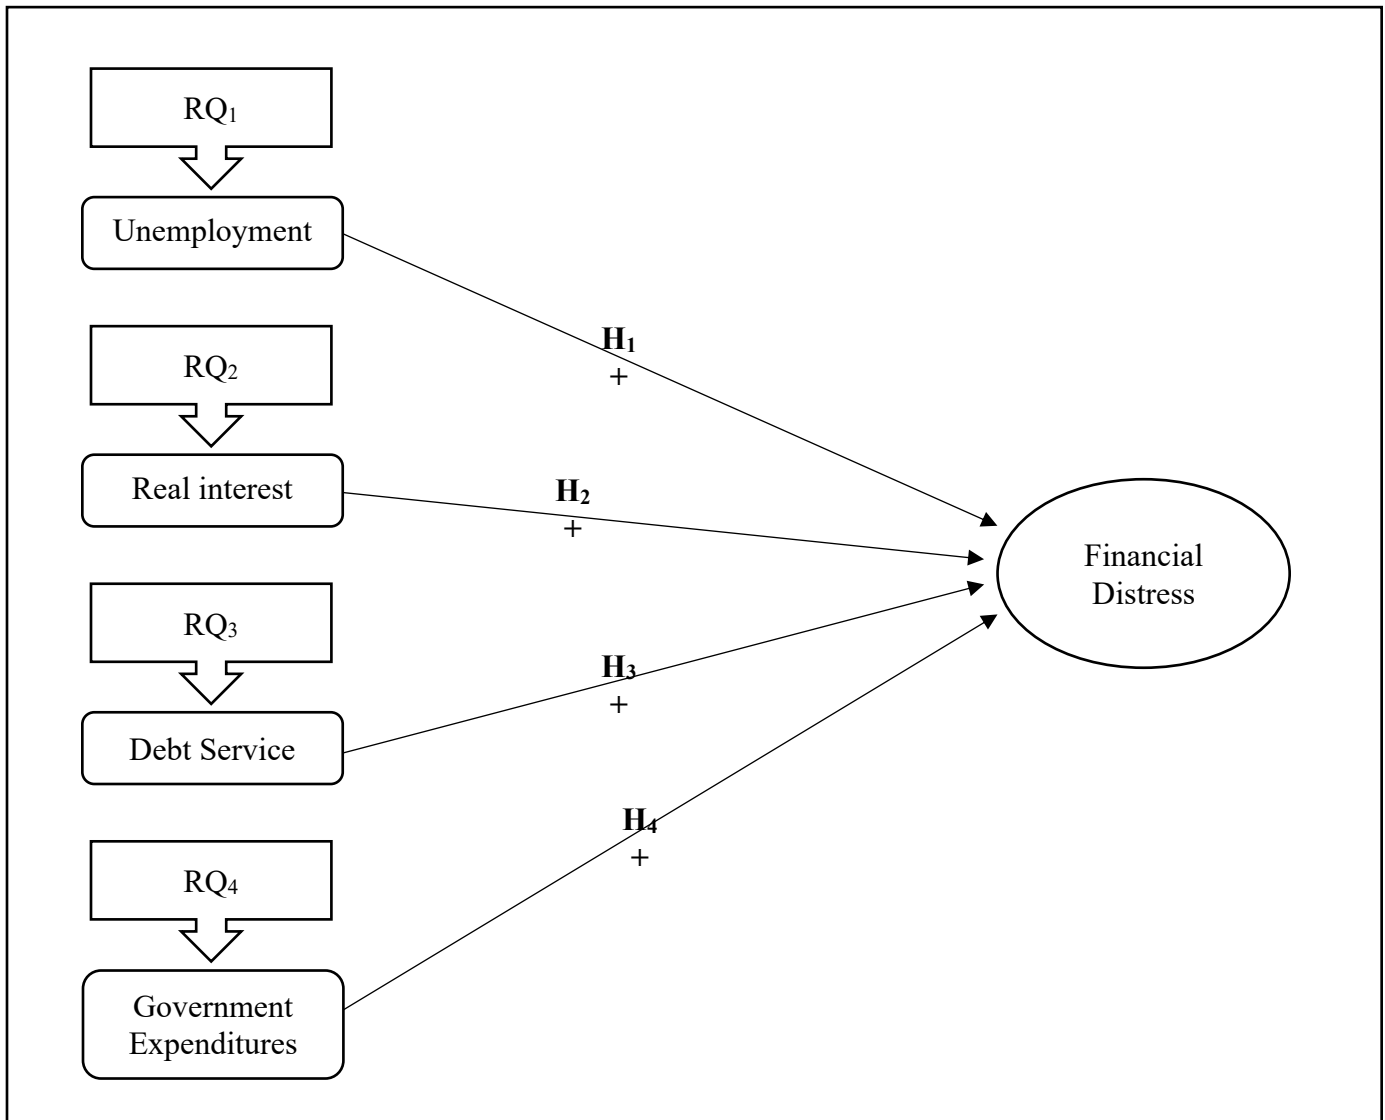 RQ₁
Unemployment
H₁
+
RQ₂
Real interest
H₂
+
Financial
Distress
RQ₃
H₃
+
Debt Service
H₄
+
RQ₄
Government
Expenditures